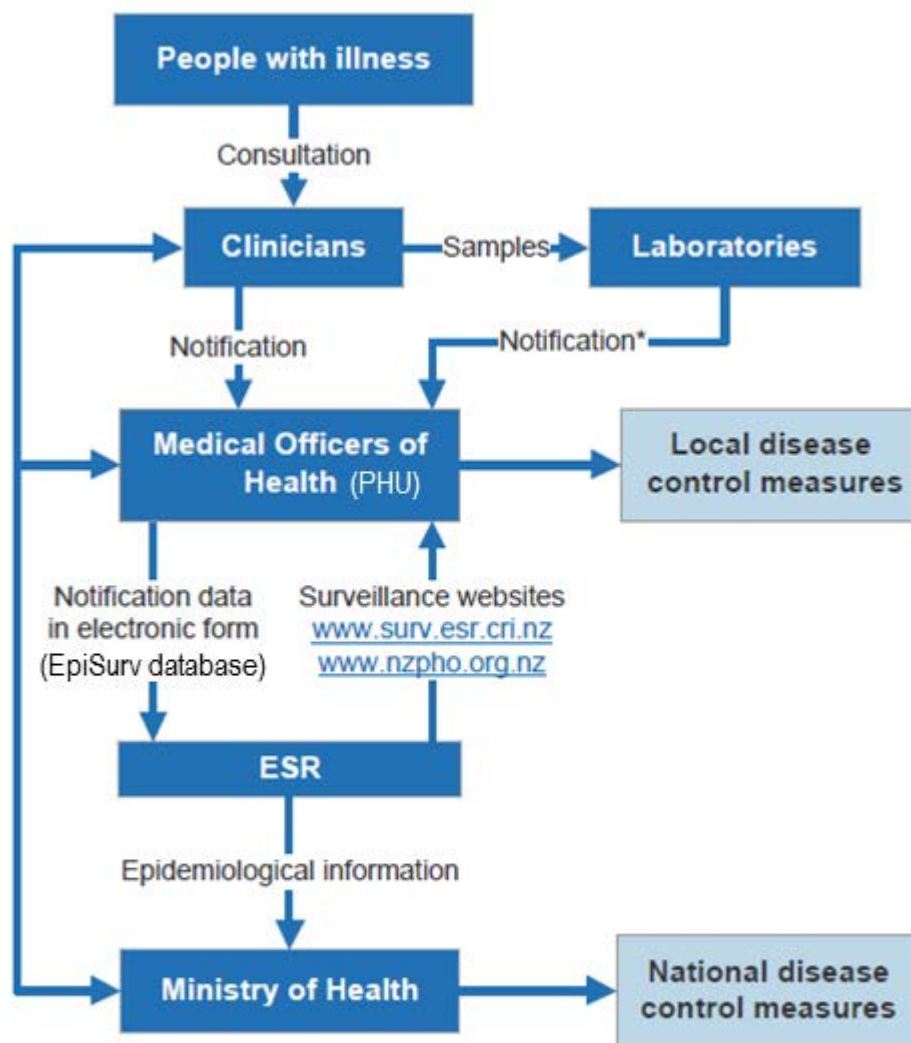 People with illness
Consultation
Clinicians
Samples
Laboratories
Notification
Notification*
Medical Officers of
Health (PHU)
Local disease
control measures
Notification data
in electronic form
(EpiSurv database)
Surveillance websites
www.surv.esr.cri.nz
www.nzpho.org.nz
ESR
Epidemiological information
Ministry of Health
National disease
control measures